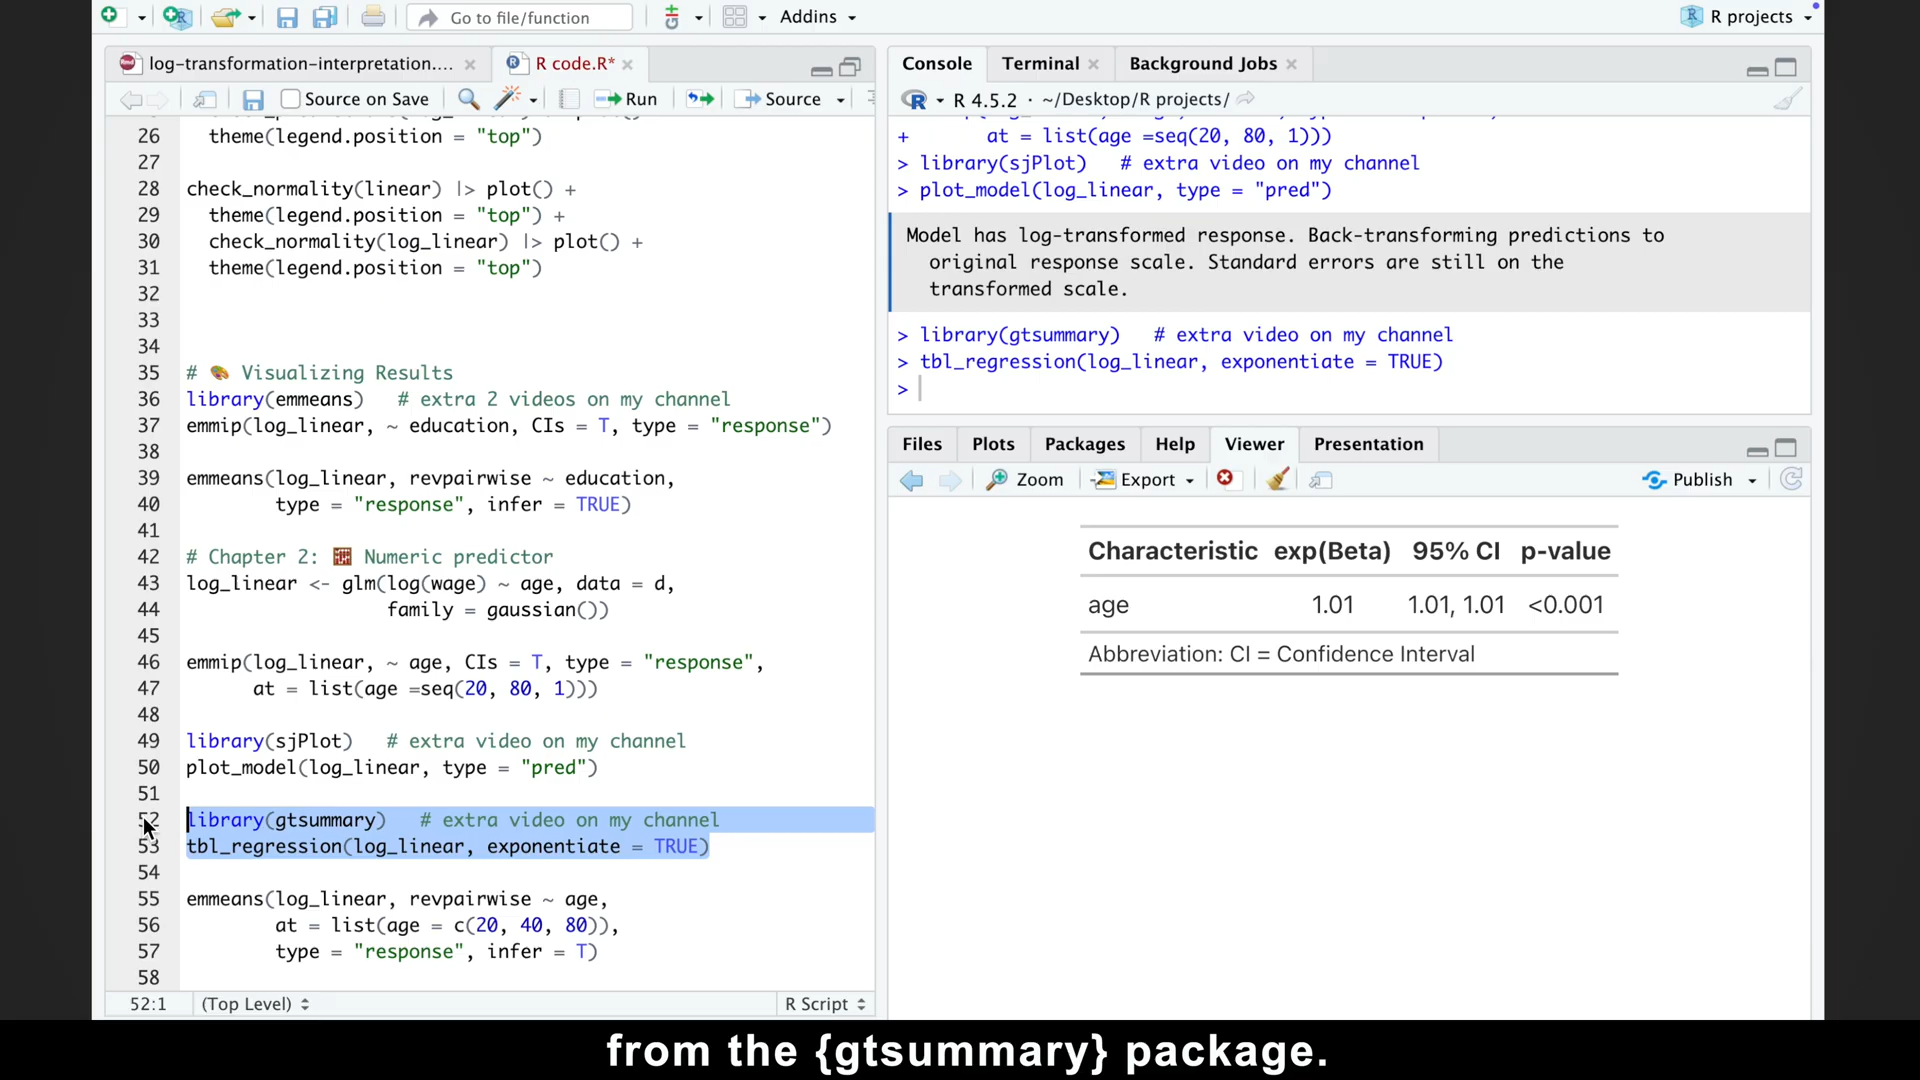 Go to file/function
Addins
R projects
log-transformation-interpretation....
R code.R*
Source on Save
Run
Source
26 theme(legend.position = "top")
27
28 check_normality(linear) |> plot() +
29 theme(legend.position = "top") +
30 check_normality(log_linear) |> plot() +
31 theme(legend.position = "top")
32
33
34
35 # 🎨 Visualizing Results
36 library(emmeans) # extra 2 videos on my channel
37 emmip(log_linear, ~ education, CIs = T, type = "response")
38
39 emmeans(log_linear, revpairwise ~ education,
40 type = "response", infer = TRUE)
41
42 # Chapter 2: 🧮 Numeric predictor
43 log_linear <- glm(log(wage) ~ age, data = d,
44 family = gaussian())
45
46 emmip(log_linear, ~ age, CIs = T, type = "response",
47 at = list(age =seq(20, 80, 1)))
48
49 library(sjPlot) # extra video on my channel
50 plot_model(log_linear, type = "pred")
51
52 library(gtsummary) # extra video on my channel
53 tbl_regression(log_linear, exponentiate = TRUE)
54
55 emmeans(log_linear, revpairwise ~ age,
56 at = list(age = c(20, 40, 80)),
57 type = "response", infer = T)
58
52:1 (Top Level) R Script
Console Terminal Background Jobs
R 4.5.2 · ~/Desktop/R projects/
+ at = list(age =seq(20, 80, 1)))
> library(sjPlot) # extra video on my channel
> plot_model(log_linear, type = "pred")
Model has log-transformed response. Back-transforming predictions to
original response scale. Standard errors are still on the
transformed scale.
> library(gtsummary) # extra video on my channel
> tbl_regression(log_linear, exponentiate = TRUE)
>
Files Plots Packages Help Viewer Presentation
Zoom Export Publish
Characteristic exp(Beta) 95% CI p-value
age 1.01 1.01, 1.01 <0.001
Abbreviation: CI = Confidence Interval
from the {gtsummary} package.